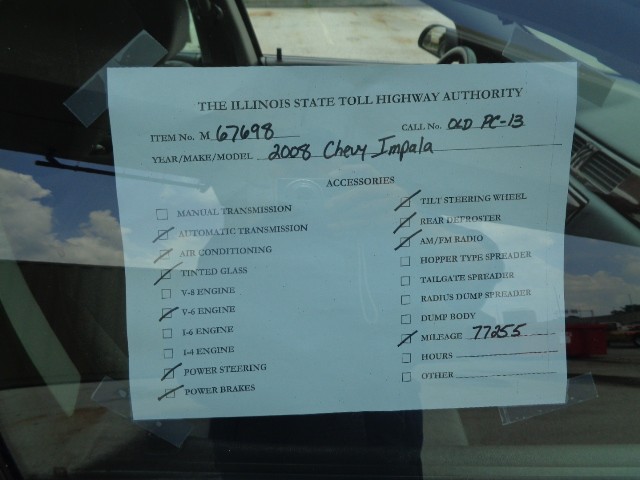 THE ILLINOIS STATE TOLL HIGHWAY AUTHORITY
ITEM No. M 67698 CALL No. OLD PC-13
YEAR/MAKE/MODEL 2008 Chevy Impala
ACCESSORIES
MANUAL TRANSMISSION
AUTOMATIC TRANSMISSION
AIR CONDITIONING
TINTED GLASS
V-8 ENGINE
V-6 ENGINE
I-6 ENGINE
I-4 ENGINE
POWER STEERING
POWER BRAKES
TILT STEERING WHEEL
REAR DEFROSTER
AM/FM RADIO
HOPPER TYPE SPREADER
TAILGATE SPREADER
RADIUS DUMP SPREADER
DUMP BODY
MILEAGE 77255
HOURS
OTHER